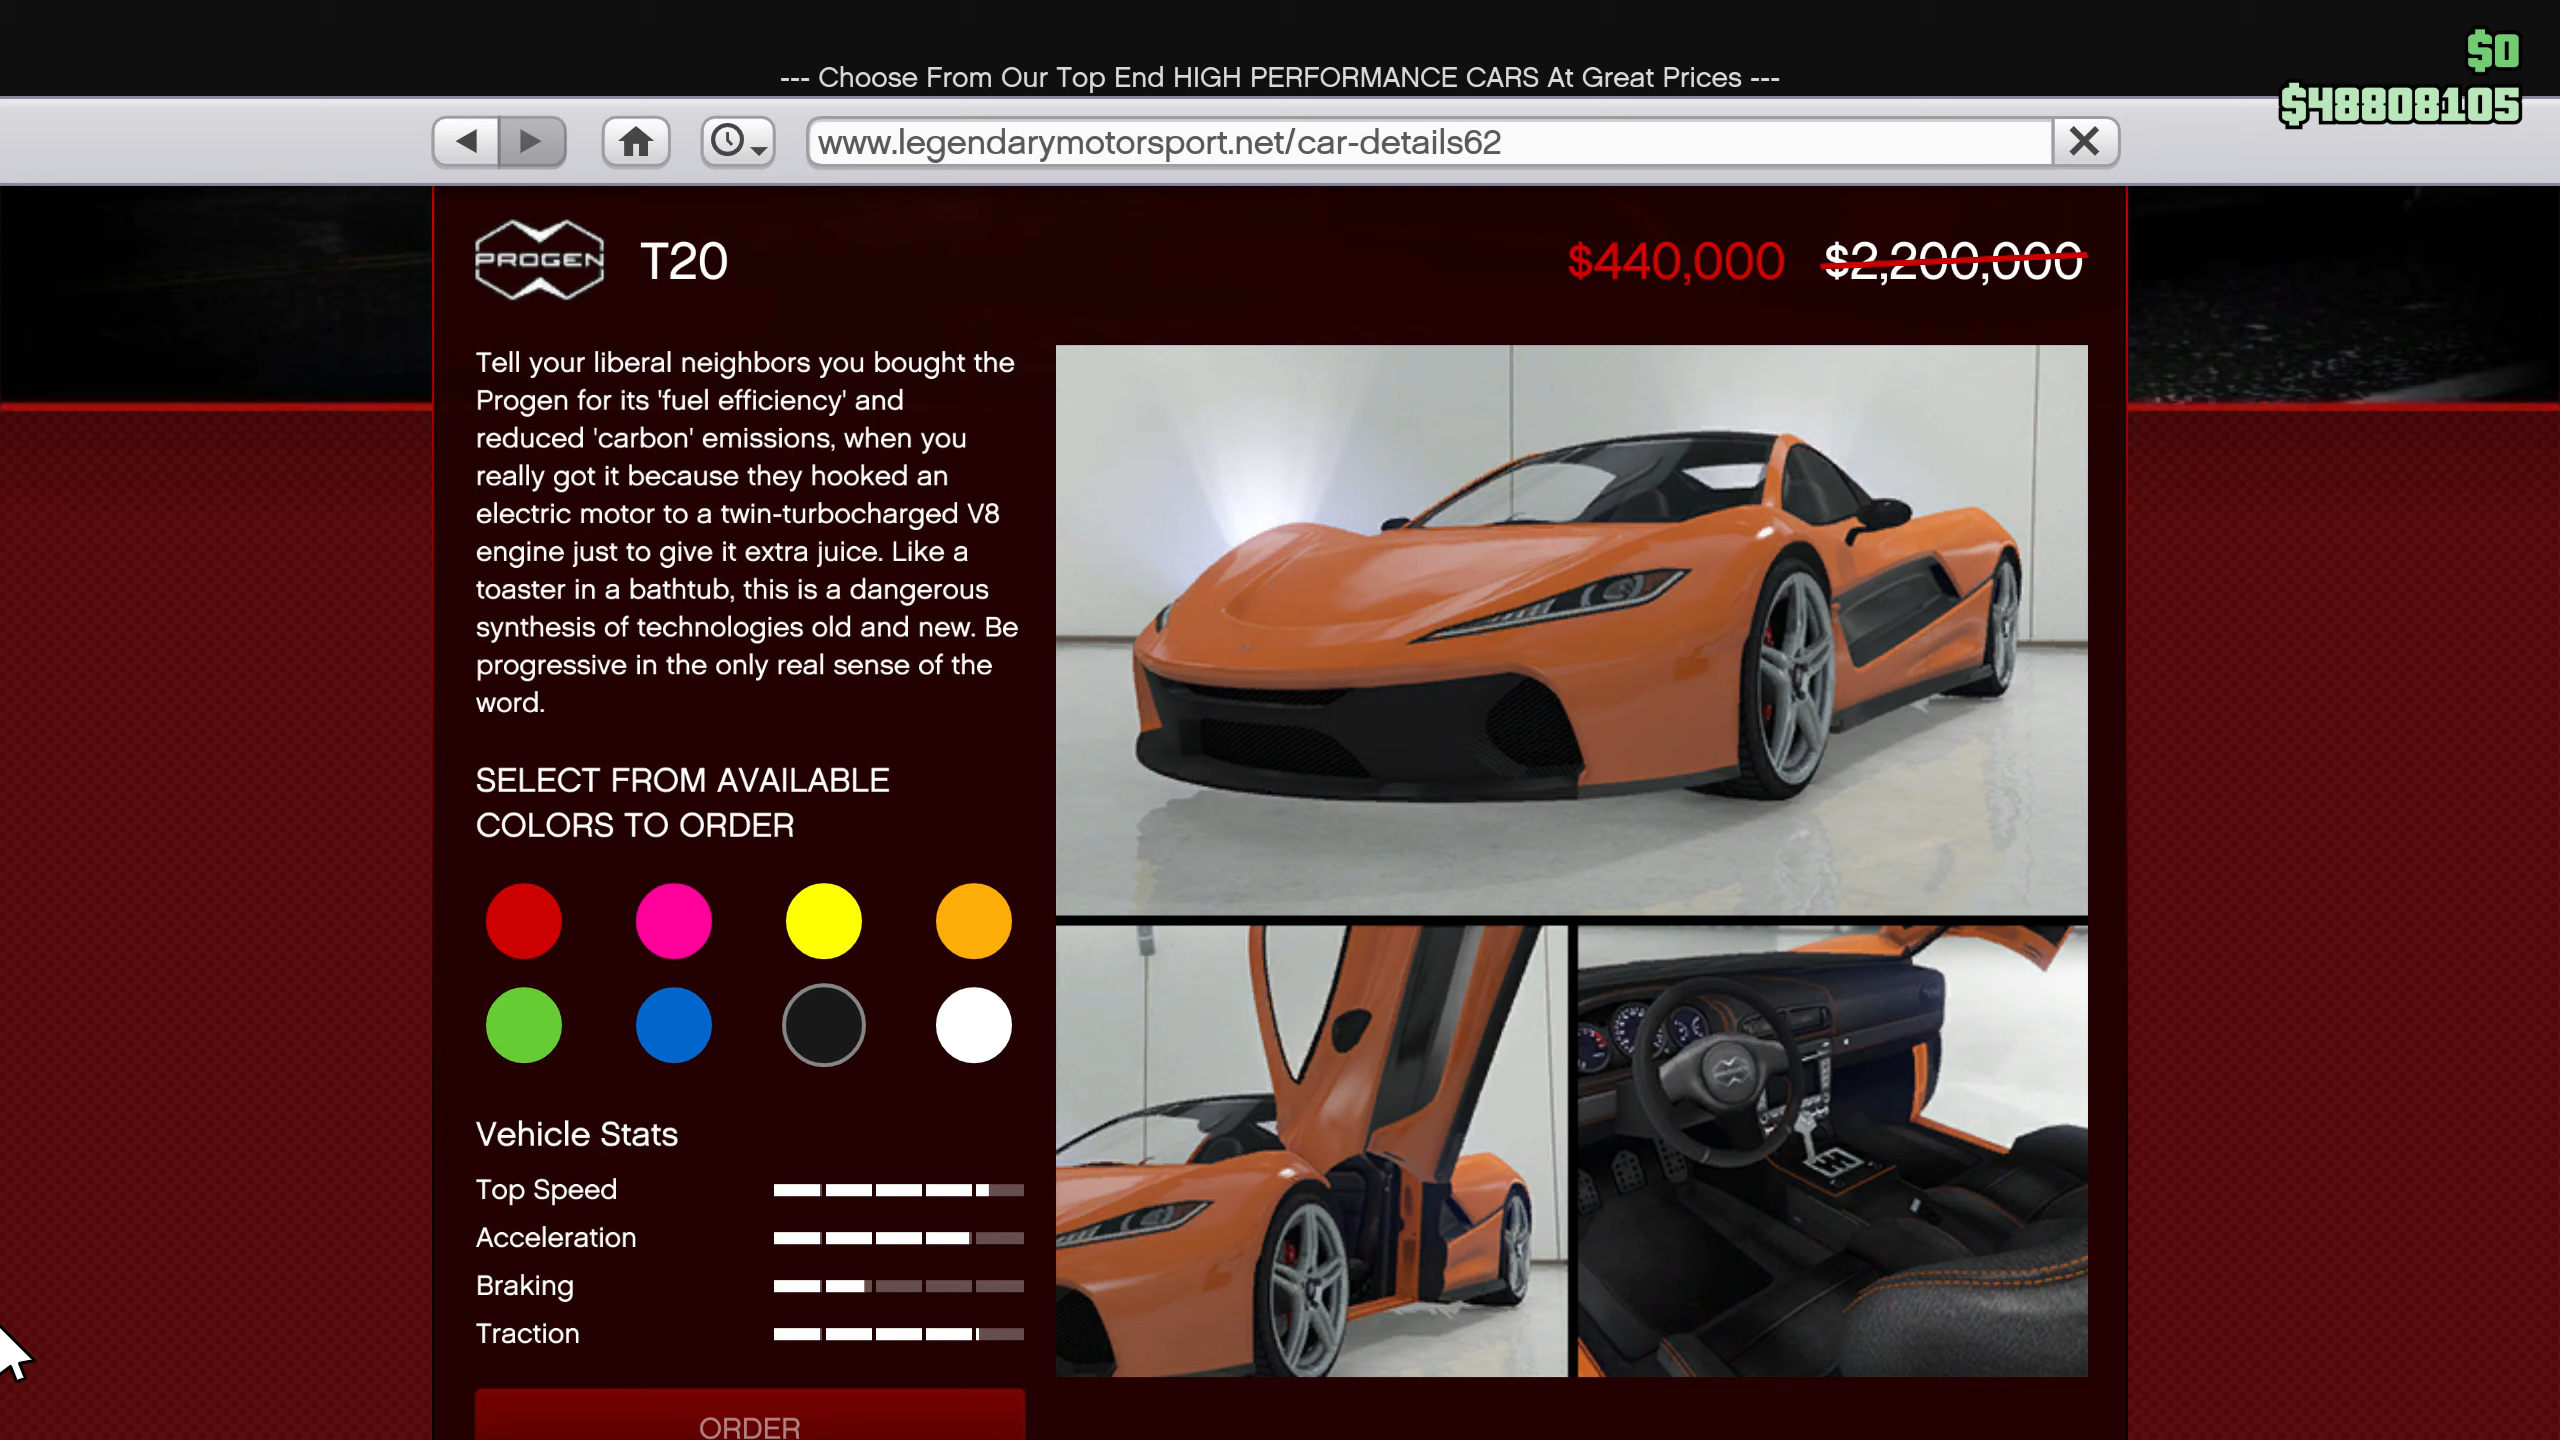 $0
--- Choose From Our Top End HIGH PERFORMANCE CARS At Great Prices ---
$48808105
www.legendarymotorsport.net/car-details62
PROGEN
T20
$440,000 $2,200,000
Tell your liberal neighbors you bought the
Progen for its 'fuel efficiency' and
reduced 'carbon' emissions, when you
really got it because they hooked an
electric motor to a twin-turbocharged V8
engine just to give it extra juice. Like a
toaster in a bathtub, this is a dangerous
synthesis of technologies old and new. Be
progressive in the only real sense of the
word.
SELECT FROM AVAILABLE
COLORS TO ORDER
Vehicle Stats
Top Speed
Acceleration
Braking
Traction
ORDER